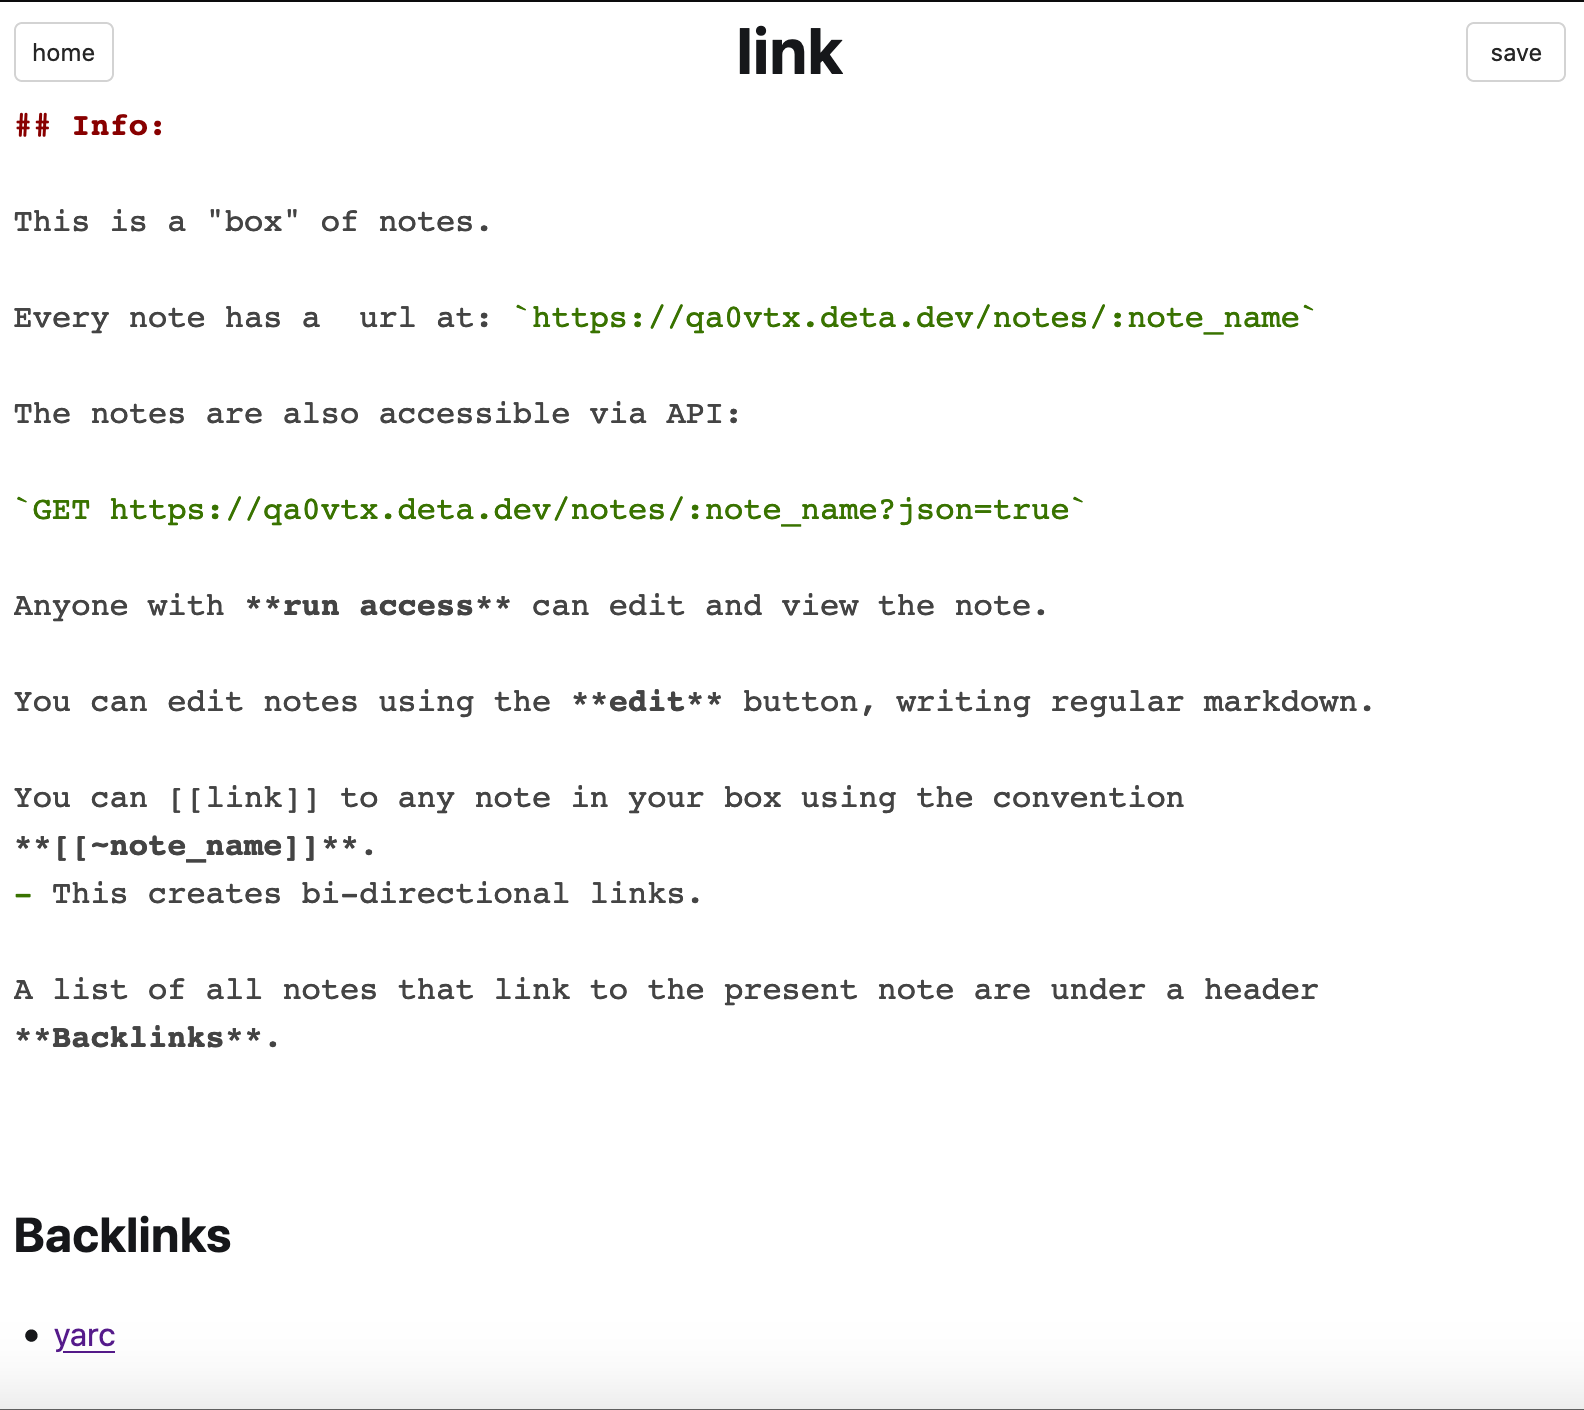 home
link
save
## Info:
This is a "box" of notes.
Every note has a  url at: `https://qa0vtx.deta.dev/notes/:note_name`
The notes are also accessible via API:
`GET https://qa0vtx.deta.dev/notes/:note_name?json=true`
Anyone with **run access** can edit and view the note.
You can edit notes using the **edit** button, writing regular markdown.
You can [[link]] to any note in your box using the convention
**[[~note_name]]**.
- This creates bi-directional links.
A list of all notes that link to the present note are under a header
**Backlinks**.
Backlinks
• yarc